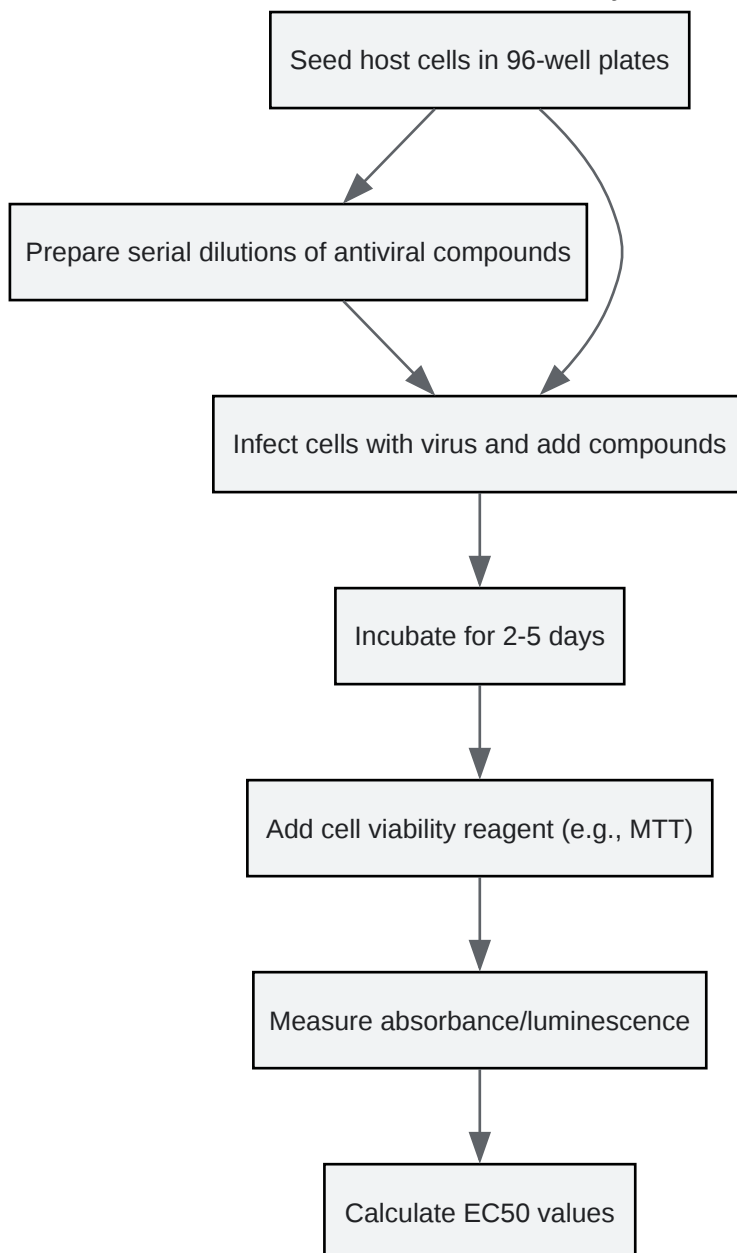 Seed host cells in 96-well plates
Prepare serial dilutions of antiviral compounds
Infect cells with virus and add compounds
Incubate for 2-5 days
Add cell viability reagent (e.g., MTT)
Measure absorbance/luminescence
Calculate EC50 values